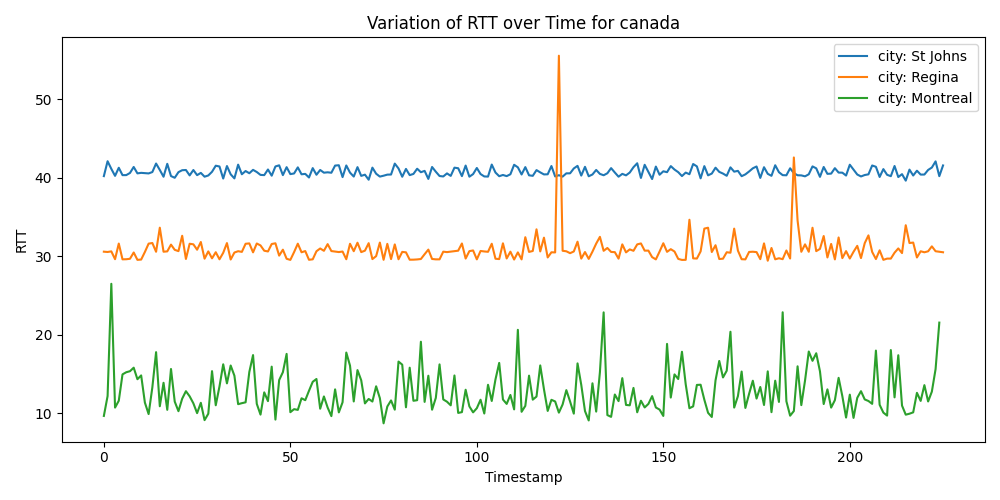 Variation of RTT over Time for canada
city: St Johns
city: Regina
city: Montreal
RTT
50
40
30
20
10
0
50
100
150
200
Timestamp